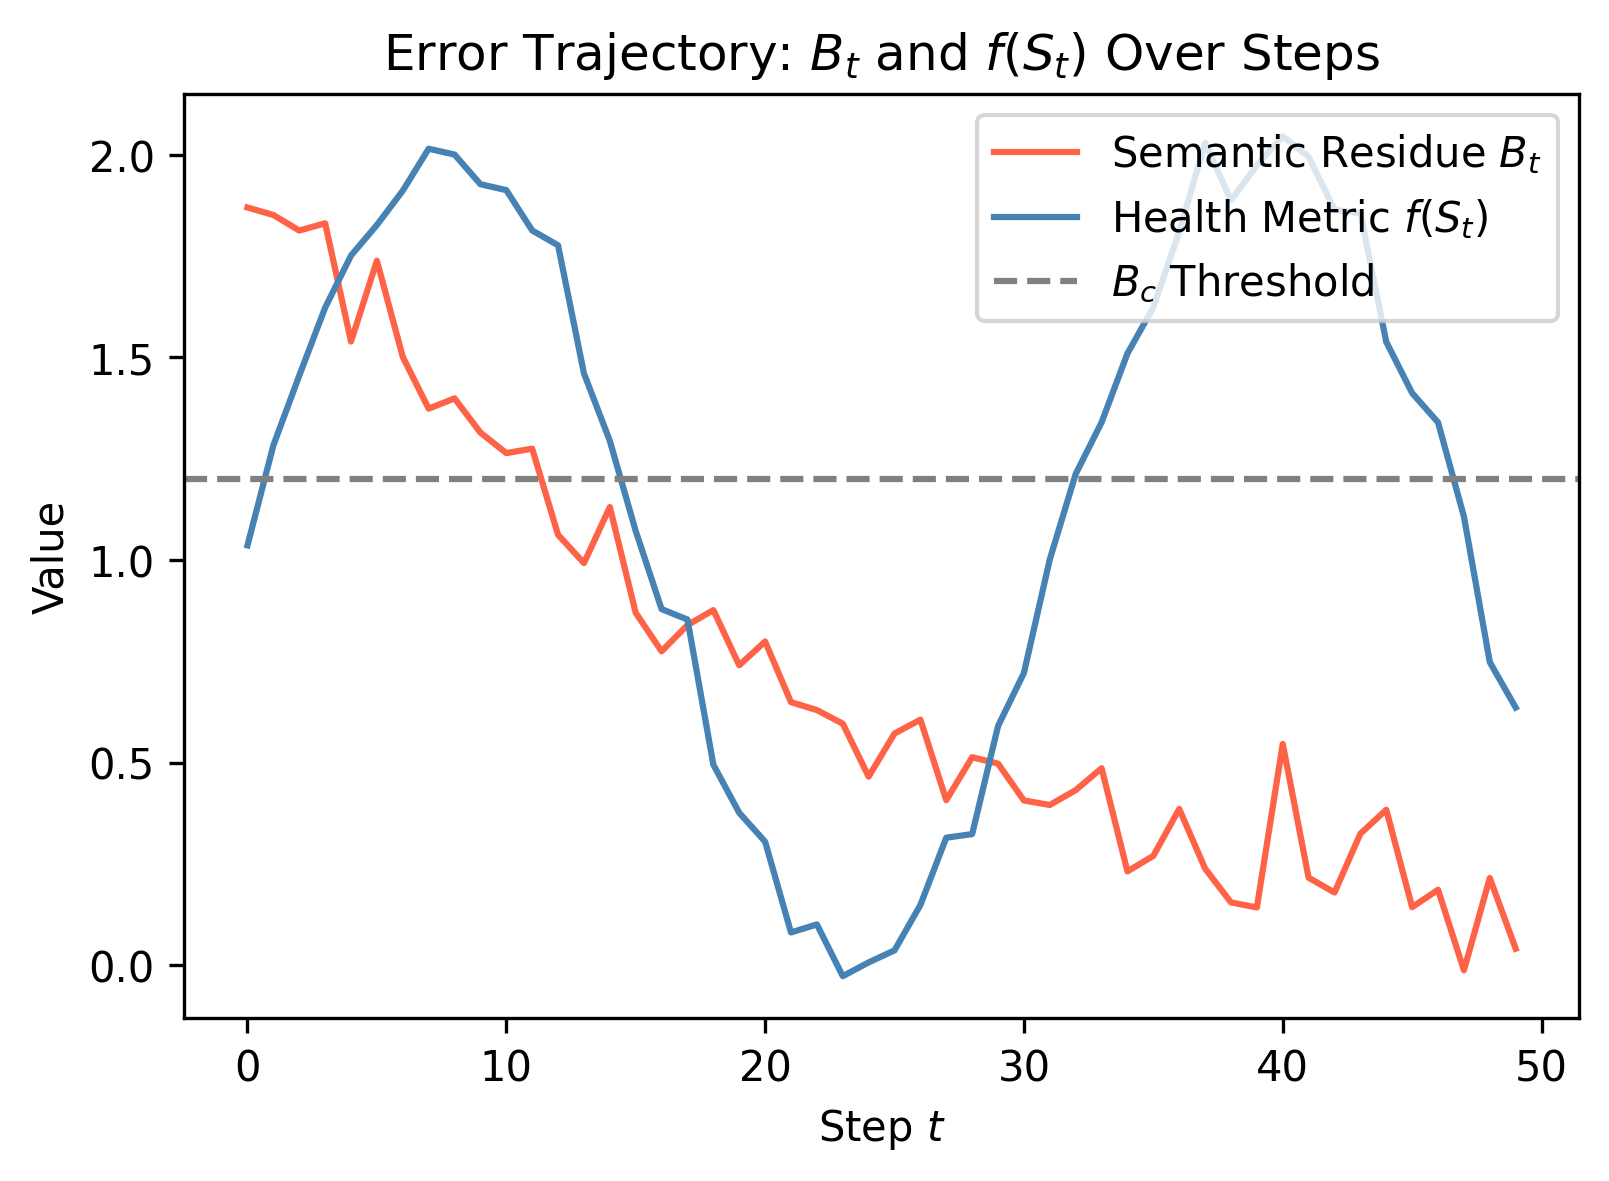 Error Trajectory: B_t and f(S_t) Over Steps
Semantic Residue B_t
Health Metric f(S_t)
B_c Threshold
Value
2.0
1.5
1.0
0.5
0.0
0 10 20 30 40 50
Step t